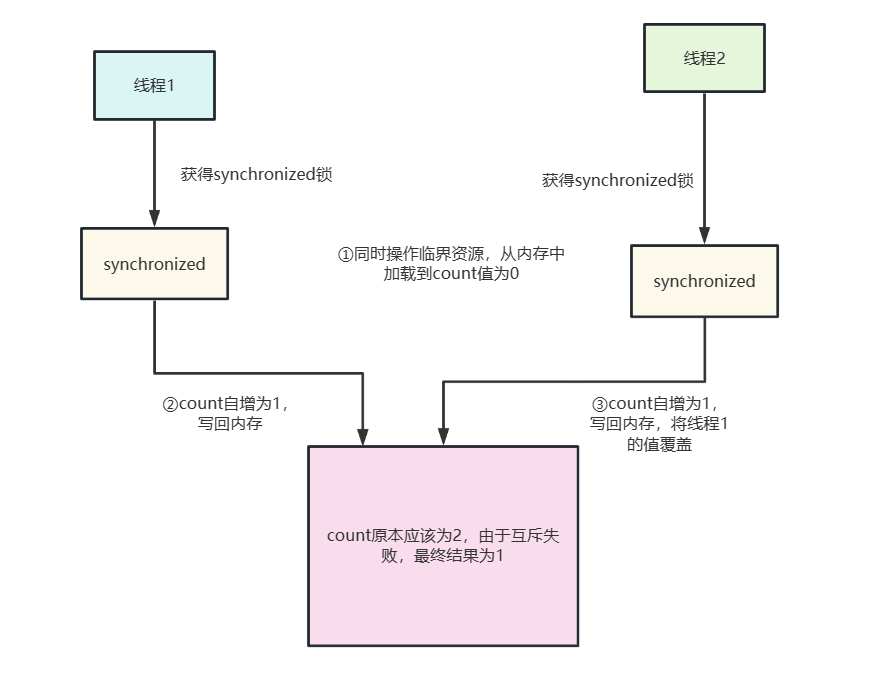 线程1
线程2
获得synchronized锁
获得synchronized锁
synchronized
①同时操作临界资源，从内存中
加载到count值为0
synchronized
②count自增为1，
写回内存
③count自增为1，
写回内存，将线程1
的值覆盖
count原本应该为2，由于互斥失
败，最终结果为1